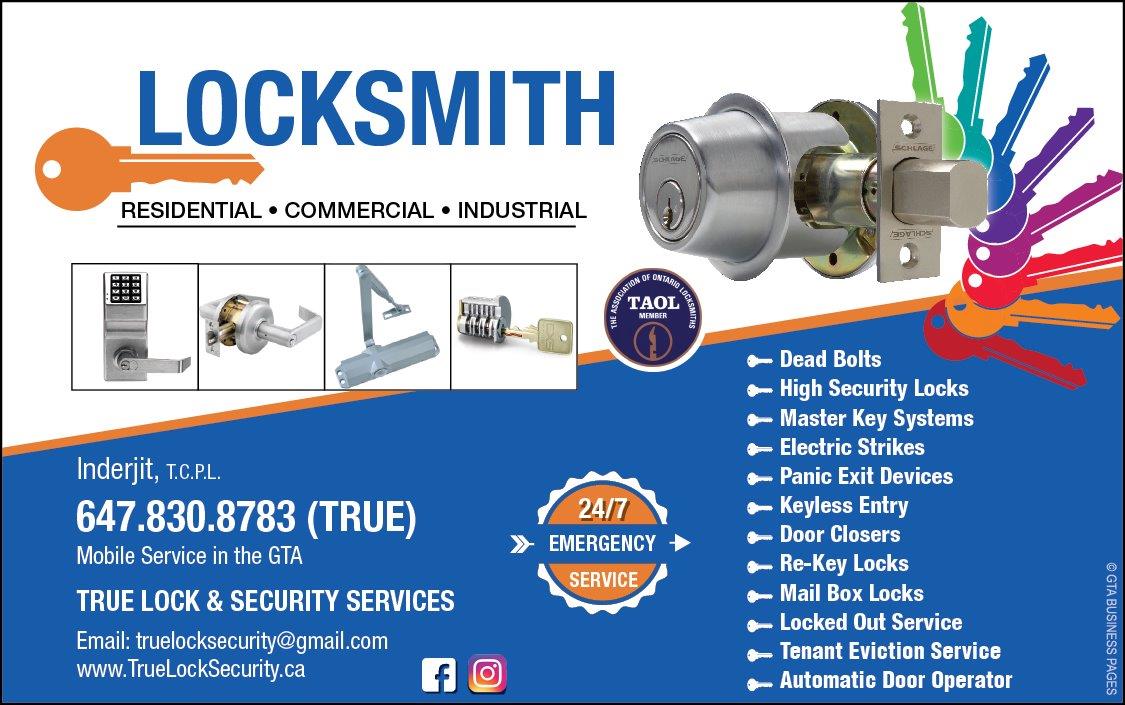 LOCKSMITH
RESIDENTIAL • COMMERCIAL • INDUSTRIAL
SCHLAGE
SCHLAGE
SCHLAGE
THE ASSOCIATION OF ONTARIO LOCKSMITHS
TAOL
MEMBER
Dead Bolts
High Security Locks
Master Key Systems
Electric Strikes
Panic Exit Devices
Keyless Entry
Door Closers
Re-Key Locks
Mail Box Locks
Locked Out Service
Tenant Eviction Service
Automatic Door Operator
Inderjit, T.C.P.L.
647.830.8783 (TRUE)
Mobile Service in the GTA
TRUE LOCK & SECURITY SERVICES
Email: truelocksecurity@gmail.com
www.TrueLockSecurity.ca
24/7
EMERGENCY
SERVICE
© GTA BUSINESS PAGES